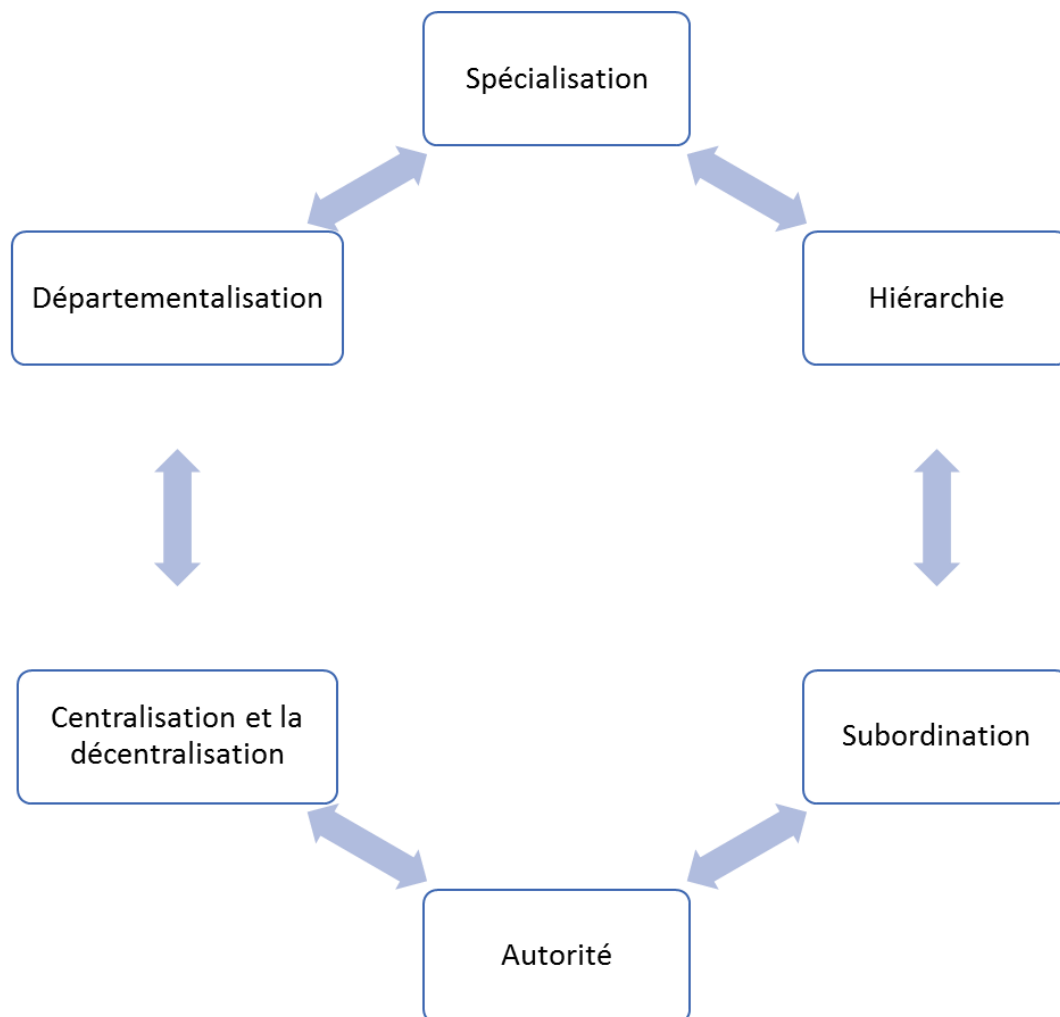 Spécialisation
Départementalisation
Hiérarchie
Centralisation et la
décentralisation
Subordination
Autorité